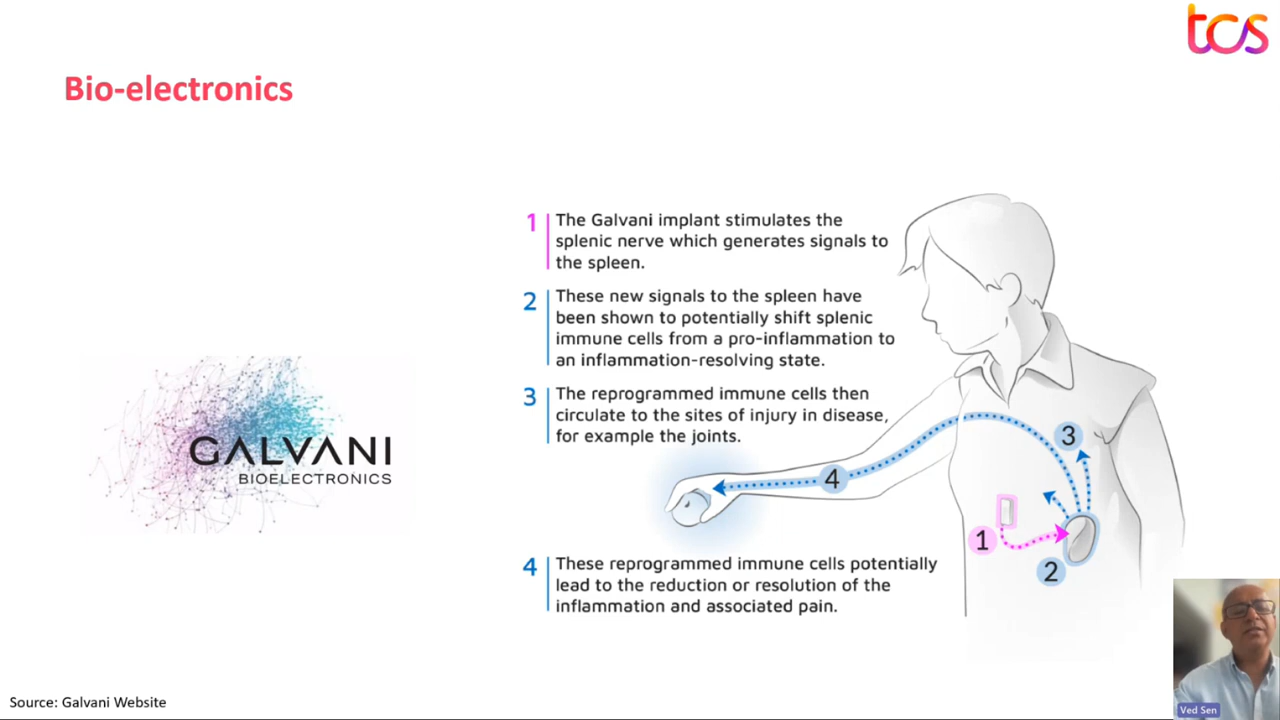 tcs
Bio-electronics
1
The Galvani implant stimulates the
splenic nerve which generates signals to
the spleen.
2
These new signals to the spleen have
been shown to potentially shift splenic
immune cells from a pro-inflammation to
an inflammation-resolving state.
3
The reprogrammed immune cells then
circulate to the sites of injury in disease,
for example the joints.
4
These reprogrammed immune cells potentially
lead to the reduction or resolution of the
inflammation and associated pain.
3
4
1
2
GALVANI
BIOELECTRONICS
Source: Galvani Website
Ved Sen